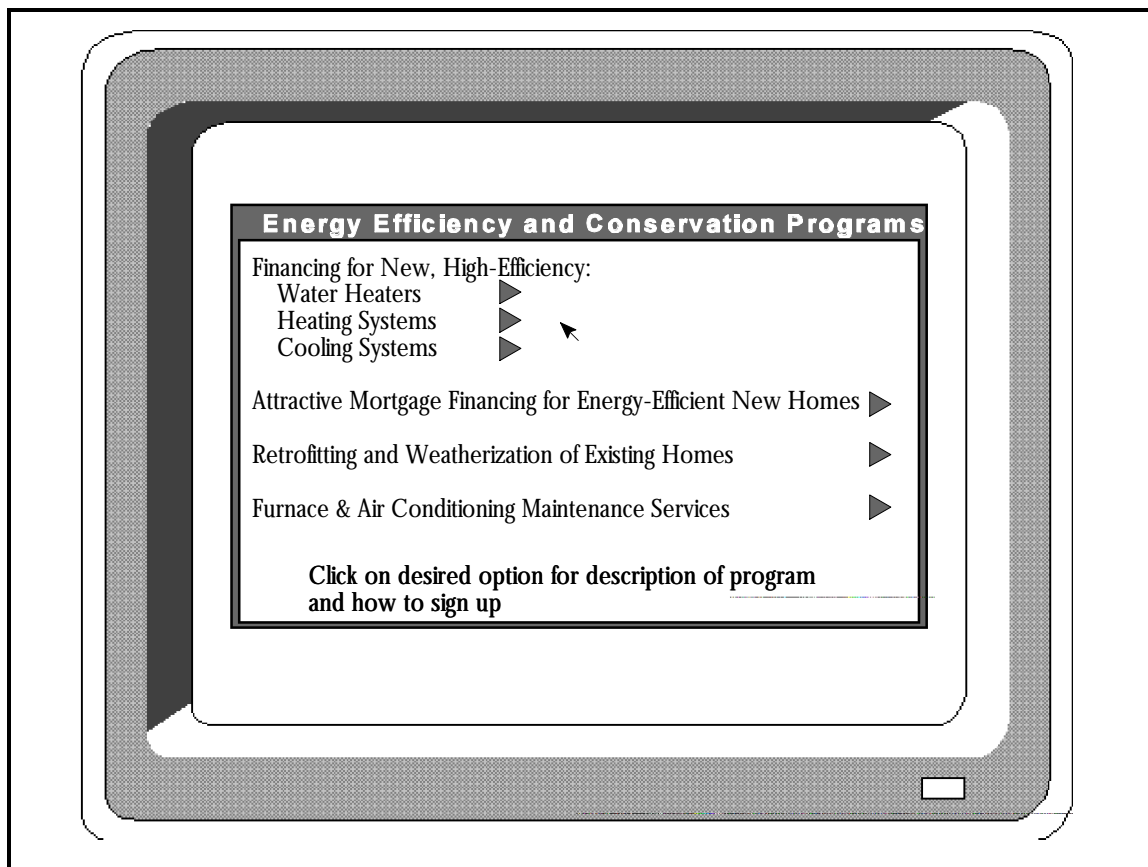 Energy Efficiency and Conservation Programs
Financing for New, High-Efficiency:
Water Heaters
Heating Systems
Cooling Systems
Attractive Mortgage Financing for Energy-Efficient New Homes
Retrofitting and Weatherization of Existing Homes
Furnace & Air Conditioning Maintenance Services
Click on desired option for description of program
and how to sign up